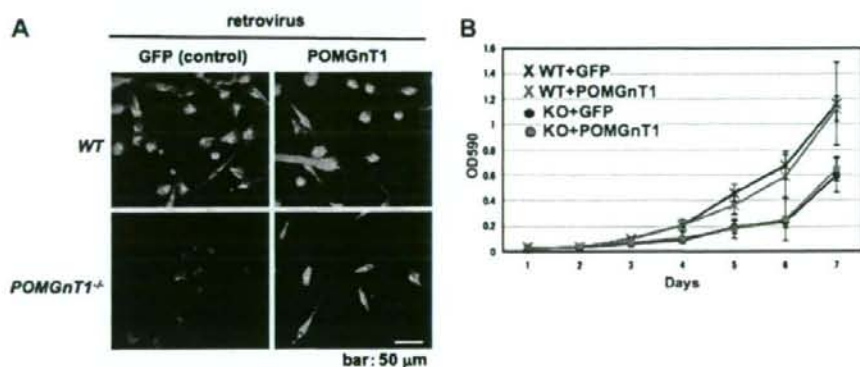 A
retrovirus
GFP (control) POMGnT1
WT
POMGnT1-/-
bar: 50 μm
B
OD590
1.6
1.4
1.2
1
0.8
0.6
0.4
0.2
0
WT+GFP
WT+POMGnT1
KO+GFP
KO+POMGnT1
1 2 3 4 5 6 7
Days